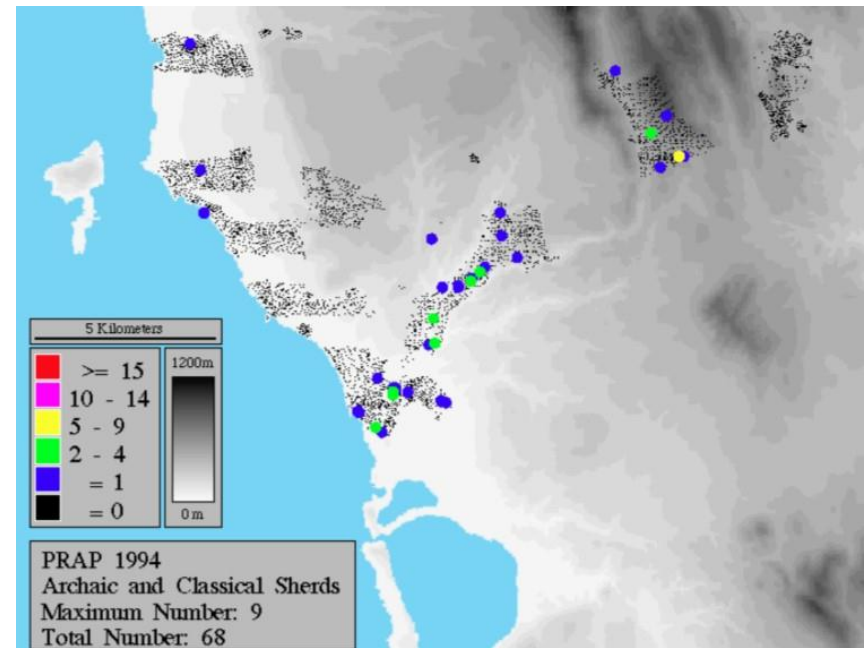 5 Kilometers
>= 15
10 - 14
5 - 9
2 - 4
= 1
= 0
1200m
0 m
PRAP 1994
Archaic and Classical Sherds
Maximum Number: 9
Total Number: 68